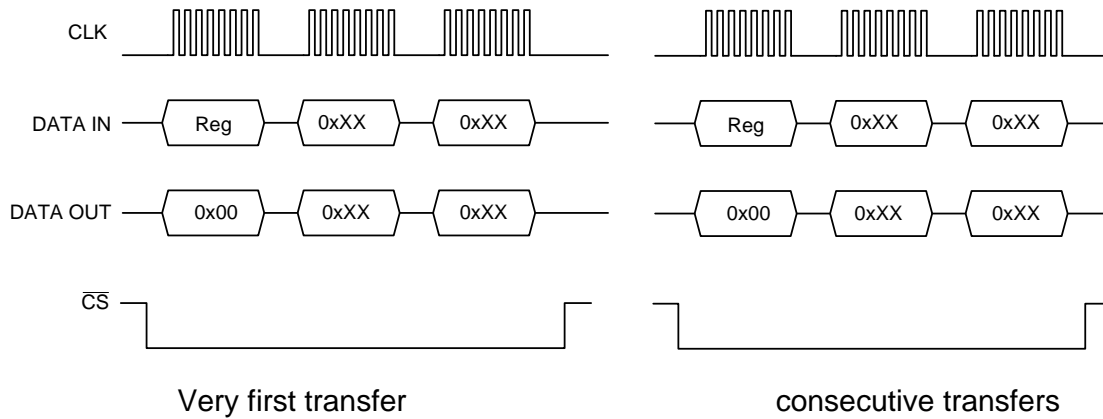 CLK
DATA IN Reg 0xXX 0xXX Reg 0xXX 0xXX
DATA OUT 0x00 0xXX 0xXX 0x00 0xXX 0xXX
CS
Very first transfer consecutive transfers